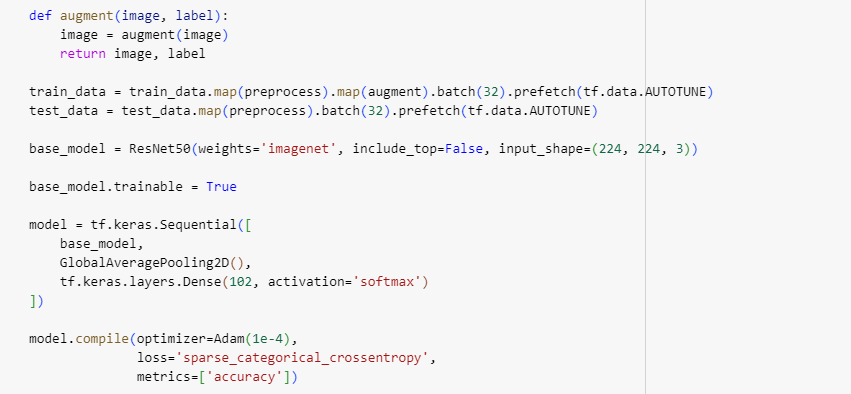 def augment(image, label):
    image = augment(image)
    return image, label
train_data = train_data.map(preprocess).map(augment).batch(32).prefetch(tf.data.AUTOTUNE)
test_data = test_data.map(preprocess).batch(32).prefetch(tf.data.AUTOTUNE)
base_model = ResNet50(weights='imagenet', include_top=False, input_shape=(224, 224, 3))
base_model.trainable = True
model = tf.keras.Sequential([
    base_model,
    GlobalAveragePooling2D(),
    tf.keras.layers.Dense(102, activation='softmax')
])
model.compile(optimizer=Adam(1e-4),
              loss='sparse_categorical_crossentropy',
              metrics=['accuracy'])